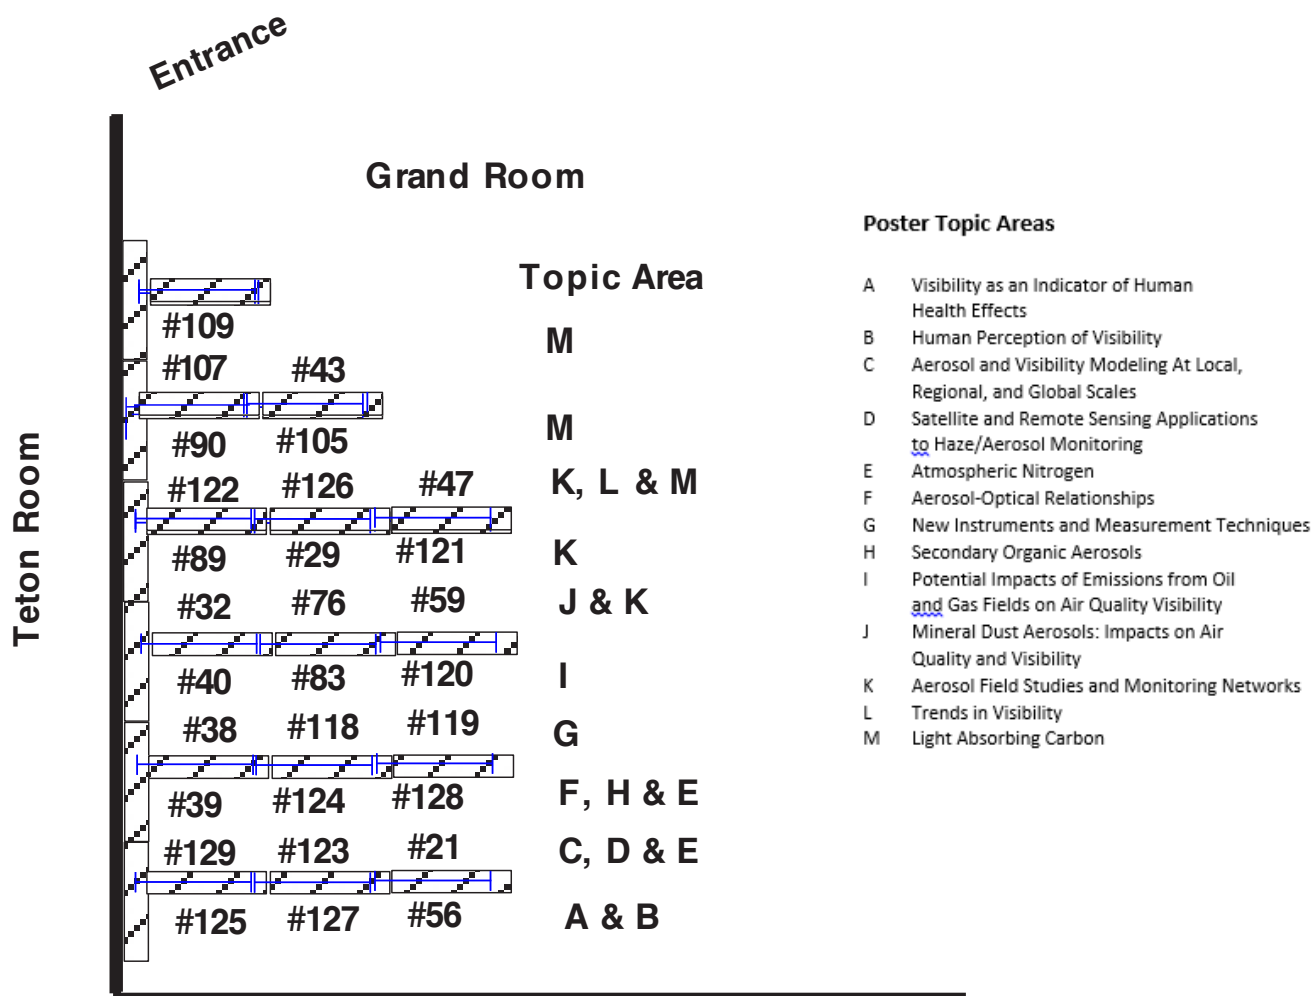 Entrance
Grand Room
Teton Room
Topic Area
#109
M
#107 #43
#90 #105
M
#122 #126 #47
K, L & M
#89 #29 #121
K
#32 #76 #59
J & K
#40 #83 #120
I
#38 #118 #119
G
#39 #124 #128
F, H & E
#129 #123 #21
C, D & E
#125 #127 #56
A & B
Poster Topic Areas
A Visibility as an Indicator of Human
Health Effects
B Human Perception of Visibility
C Aerosol and Visibility Modeling At Local,
Regional, and Global Scales
D Satellite and Remote Sensing Applications
to Haze/Aerosol Monitoring
E Atmospheric Nitrogen
F Aerosol-Optical Relationships
G New Instruments and Measurement Techniques
H Secondary Organic Aerosols
I Potential Impacts of Emissions from Oil
and Gas Fields on Air Quality Visibility
J Mineral Dust Aerosols: Impacts on Air
Quality and Visibility
K Aerosol Field Studies and Monitoring Networks
L Trends in Visibility
M Light Absorbing Carbon